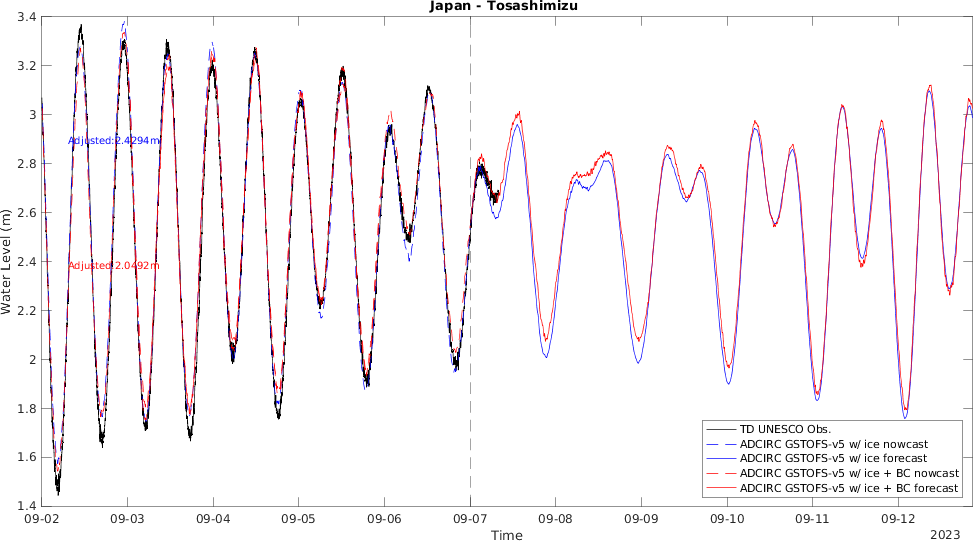 Japan - Tosashimizu
Water Level (m)
3.4
3.2
3
2.8
2.6
2.4
2.2
2
1.8
1.6
1.4
Adjusted:2.4294m
Adjusted:2.0492m
TD UNESCO Obs.
ADCIRC GSTOFS-v5 w/ ice nowcast
ADCIRC GSTOFS-v5 w/ ice forecast
ADCIRC GSTOFS-v5 w/ ice + BC nowcast
ADCIRC GSTOFS-v5 w/ ice + BC forecast
09-02 09-03 09-04 09-05 09-06 09-07 09-08 09-09 09-10 09-11 09-12
Time
2023